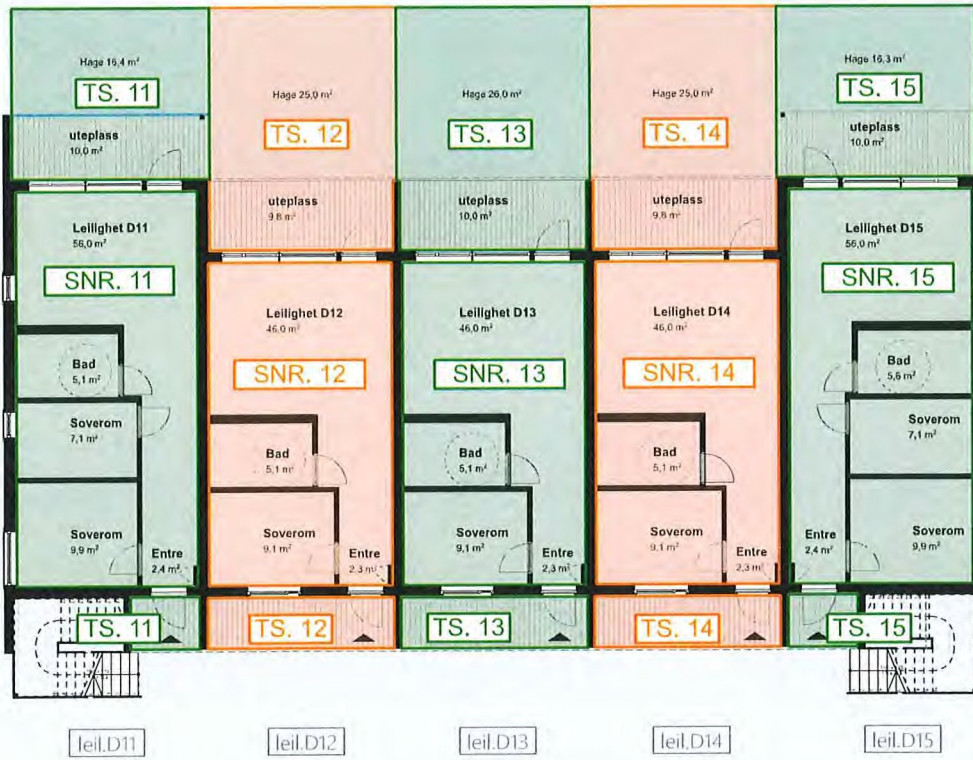 Hage 16,4 m²
TS. 11
uteplass
10,0 m²
Leilighet D11
56,0 m²
SNR. 11
Bad
5,1 m²
Soverom
7,1 m²
Soverom
9,9 m²
Entre
2,4 m²
TS. 11
leil.D11
Hage 25,0 m²
TS. 12
uteplass
9,8 m²
Leilighet D12
46,0 m²
SNR. 12
Bad
5,1 m²
Soverom
9,1 m²
Entre
2,3 m²
TS. 12
leil.D12
Hage 26,0 m²
TS. 13
uteplass
10,0 m²
Leilighet D13
46,0 m²
SNR. 13
Bad
5,1 m²
Soverom
9,1 m²
Entre
2,3 m²
TS. 13
leil.D13
Hage 25,0 m²
TS. 14
uteplass
9,8 m²
Leilighet D14
46,0 m²
SNR. 14
Bad
5,1 m²
Soverom
9,1 m²
Entre
2,3 m²
TS. 14
leil.D14
Hage 16,3 m²
TS. 15
uteplass
10,0 m²
Leilighet D15
56,0 m²
SNR. 15
Bad
5,6 m²
Soverom
7,1 m²
Soverom
9,9 m²
Entre
2,4 m²
TS. 15
leil.D15